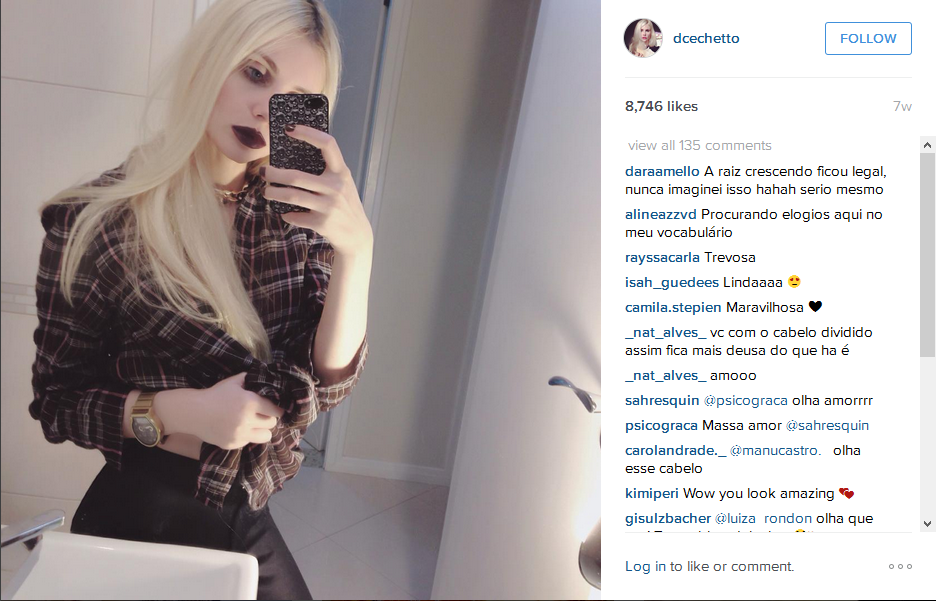 dcechetto
FOLLOW
8,746 likes
7w
view all 135 comments
daraamello A raiz crescendo ficou legal,
nunca imaginei isso hahah serio mesmo
alineazzvd Procurando elogios aqui no
meu vocabulário
rayssacarla Trevosa
isah_guedees Lindaaaa 😍
camila.stepien Maravilhosa 🖤
_nat_alves_ vc com o cabelo dividido
assim fica mais deusa do que ha é
_nat_alves_ amooo
sahresquin @psicograca olha amorrrr
psicograca Massa amor @sahresquin
carolandrade._ @manucastro. olha
esse cabelo
kimiperi Wow you look amazing 💕
gisulzbacher @luiza_rondon olha que
Log in to like or comment.